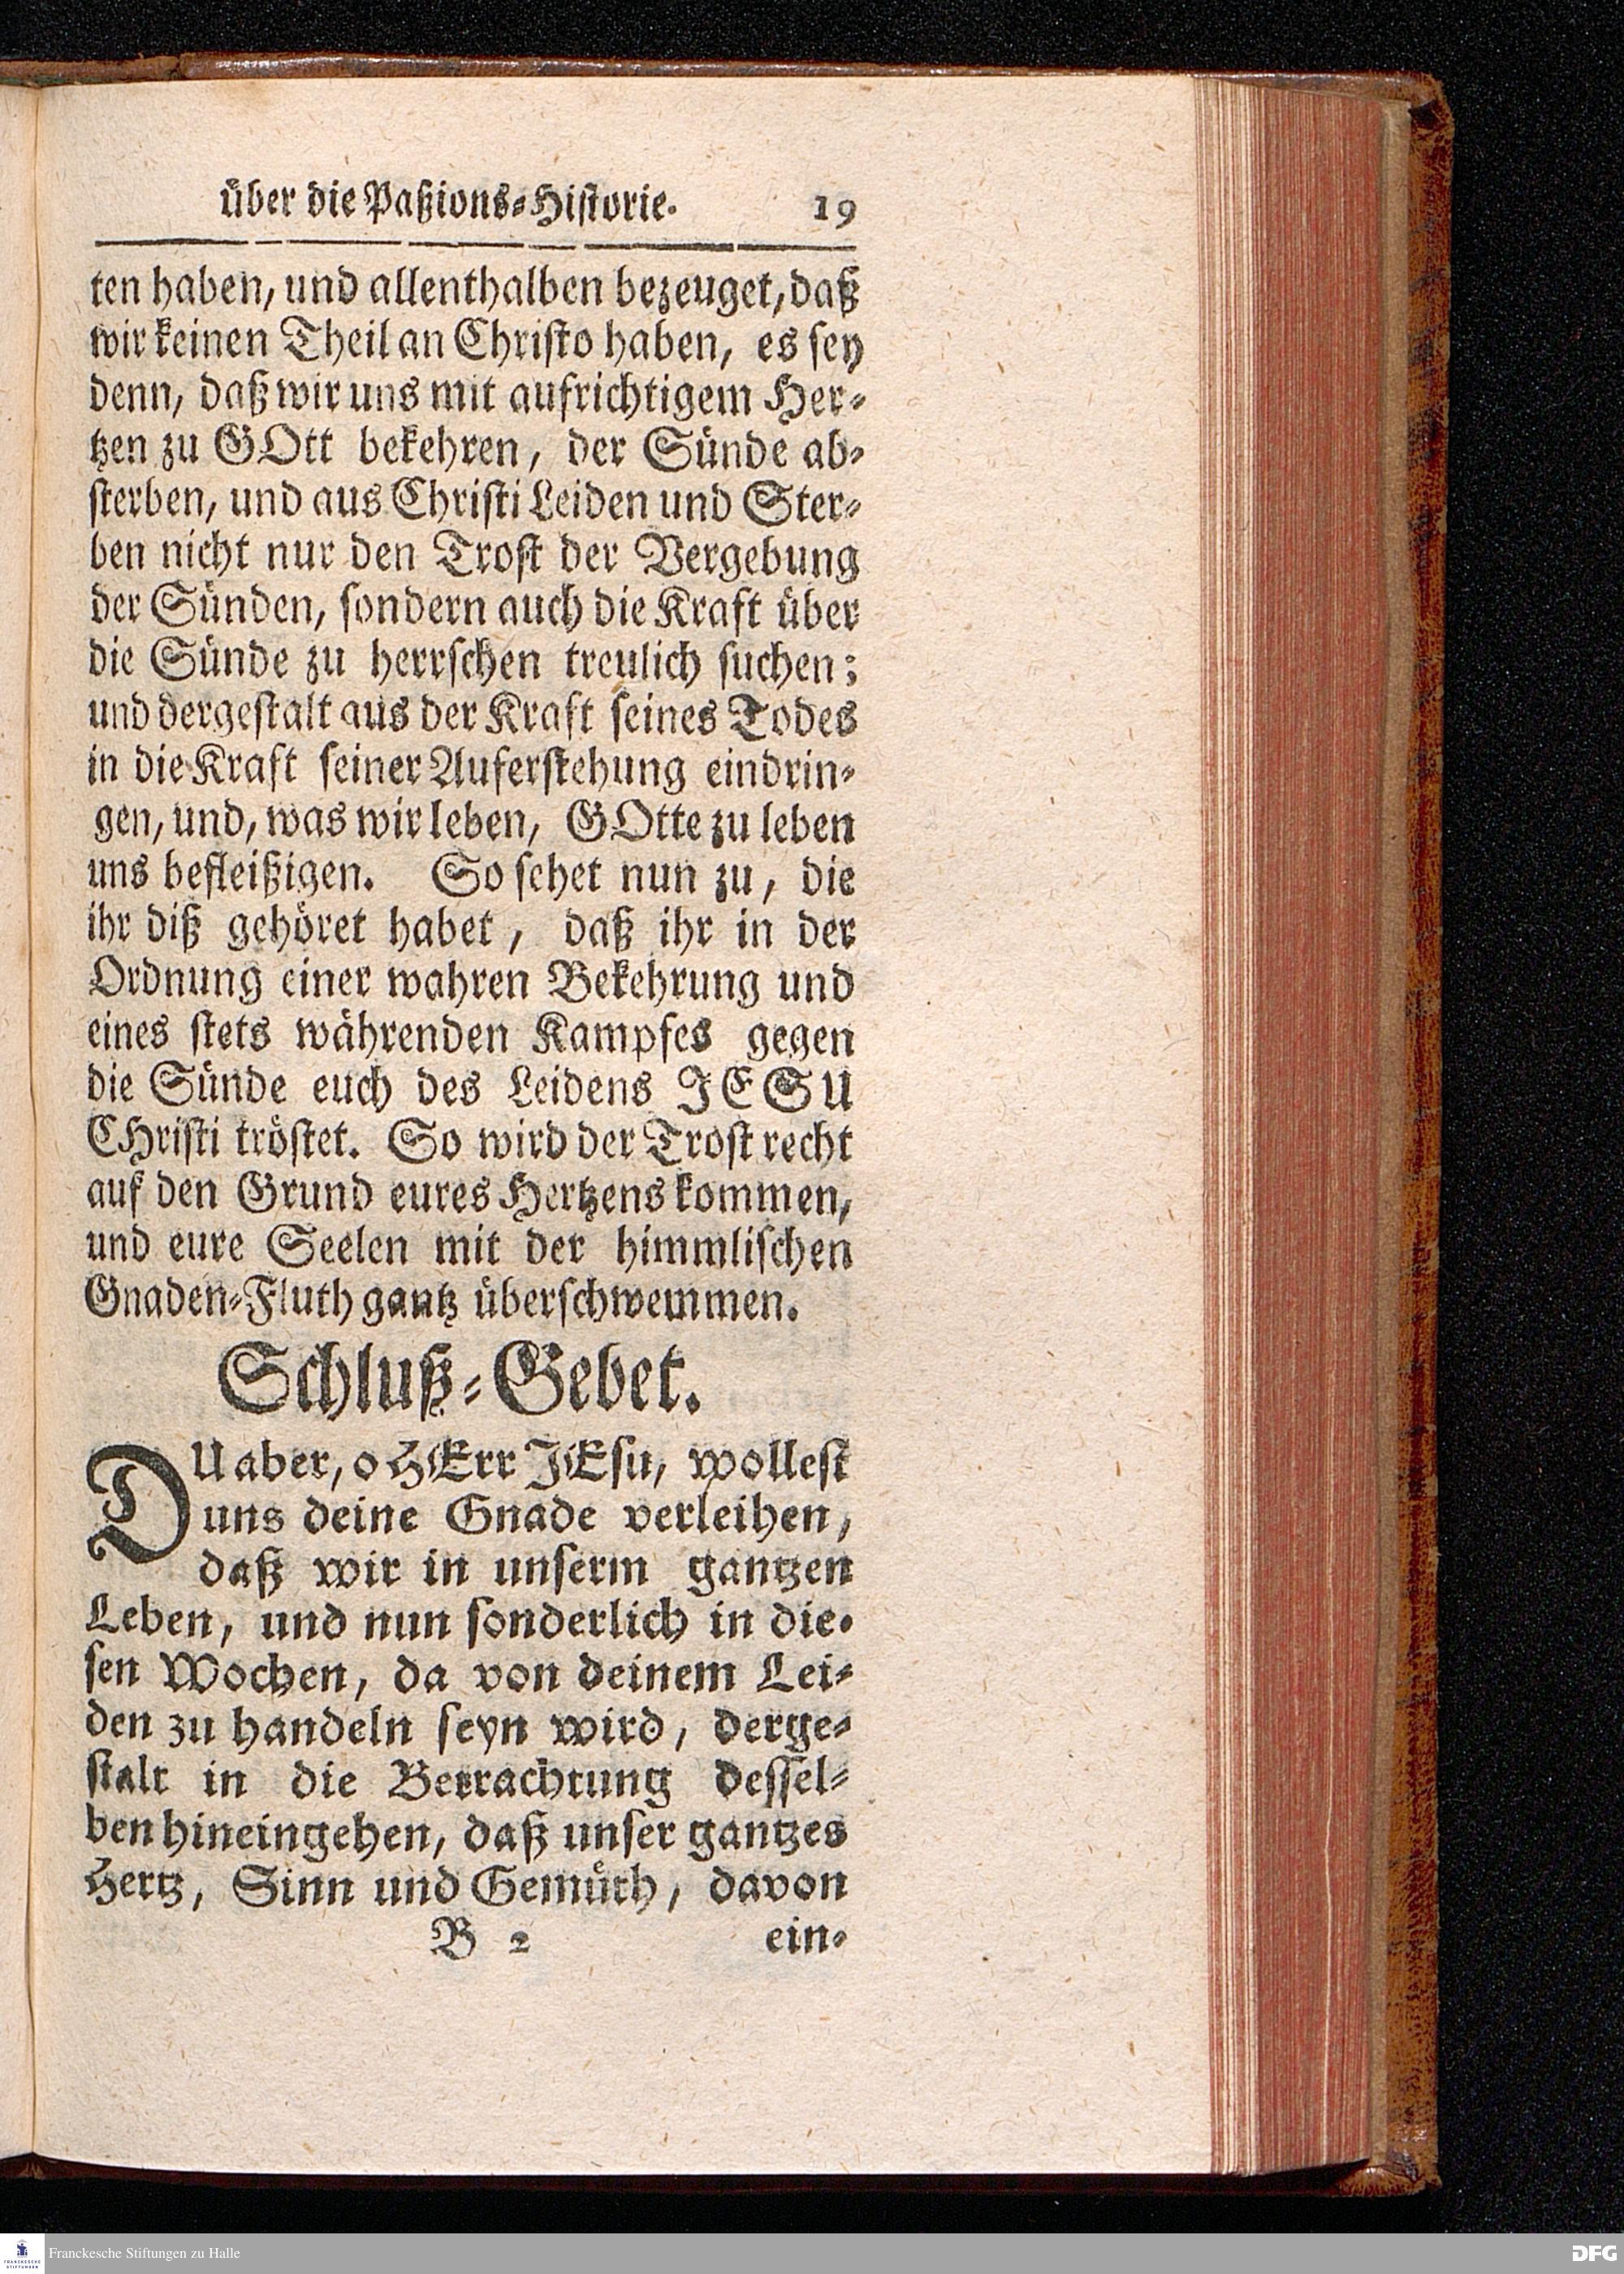 über die Paßions-Historie. 19
ten haben, und allenthalben bezeuget, daß
wir keinen Theil an Christo haben, es sey
denn, daß wir uns mit aufrichtigem Her-
tzen zu GOtt bekehren, der Sünde ab-
sterben, und aus Christi Leiden und Ster-
ben nicht nur den Trost der Vergebung
der Sünden, sondern auch die Kraft über
die Sünde zu herrschen treulich suchen;
und dergestalt aus der Kraft seines Todes
in die Kraft seiner Auferstehung eindrin-
gen, und, was wir leben, GOtte zu leben
uns befleißigen. So sehet nun zu, die
ihr diß gehöret habet, daß ihr in der
Ordnung einer wahren Bekehrung und
eines stets währenden Kampfes gegen
die Sünde euch des Leidens JESU
CHristi tröstet. So wird der Trost recht
auf den Grund eures Hertzens kommen,
und eure Seelen mit der himmlischen
Gnaden-Fluth gantz überschwemmen.
Schluß-Gebet.
DU aber, o HErr JEsu, wollest
uns deine Gnade verleihen,
daß wir in unserm gantzen
Leben, und nun sonderlich in die-
sen Wochen, da von deinem Lei-
den zu handeln seyn wird, derge-
stalt in die Betrachtung dessel-
ben hineingehen, daß unser gantzes
Hertz, Sinn und Gemüth, davon
B 2 ein-
FRANCKESCHE
STIFTUNGEN
Franckesche Stiftungen zu Halle
DFG